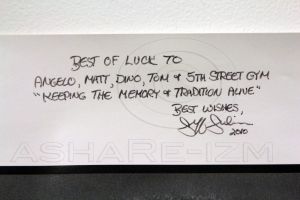 BEST OF LUCK TO
ANGELO, MATT, DINO, TOM & 5TH STREET GYM
"KEEPING THE MEMORY & TRADITION ALIVE"
BEST WISHES,
2010
ASHARE-IZM